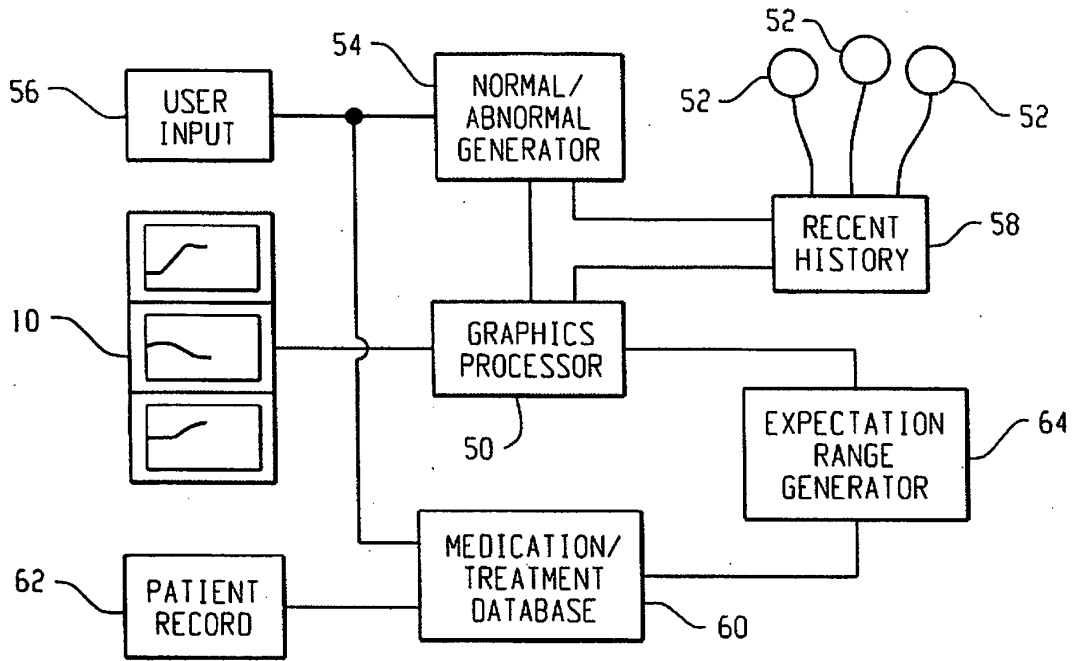 52
54
NORMAL/
ABNORMAL
GENERATOR
56
USER
INPUT
52
52
RECENT
HISTORY
58
10
GRAPHICS
PROCESSOR
50
EXPECTATION
RANGE
GENERATOR
64
MEDICATION/
TREATMENT
DATABASE
60
62
PATIENT
RECORD